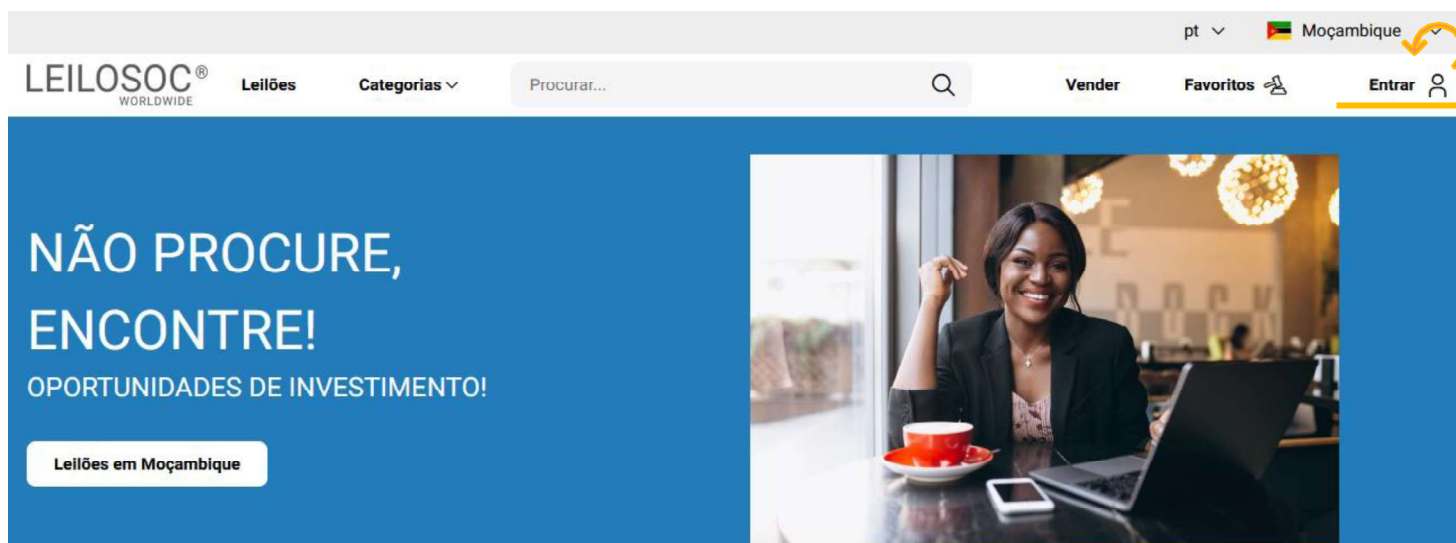 pt Moçambique
LEILOSOC®
WORLDWIDE
Leilões Categorias Procurar... Vender Favoritos Entrar
NÃO PROCURE,
ENCONTRE!
OPORTUNIDADES DE INVESTIMENTO!
Leilões em Moçambique